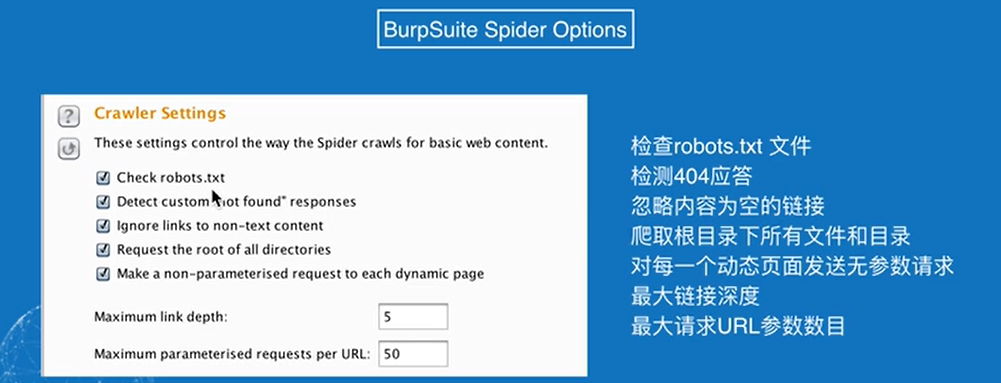 BurpSuite Spider Options
?
Crawler Settings
These settings control the way the Spider crawls for basic web content.
Check robots.txt
Detect custom "not found" responses
Ignore links to non-text content
Request the root of all directories
Make a non-parameterised request to each dynamic page
Maximum link depth: 5
Maximum parameterised requests per URL: 50
检查robots.txt 文件
检测404应答
忽略内容为空的链接
爬取根目录下所有文件和目录
对每一个动态页面发送无参数请求
最大链接深度
最大请求URL参数数目